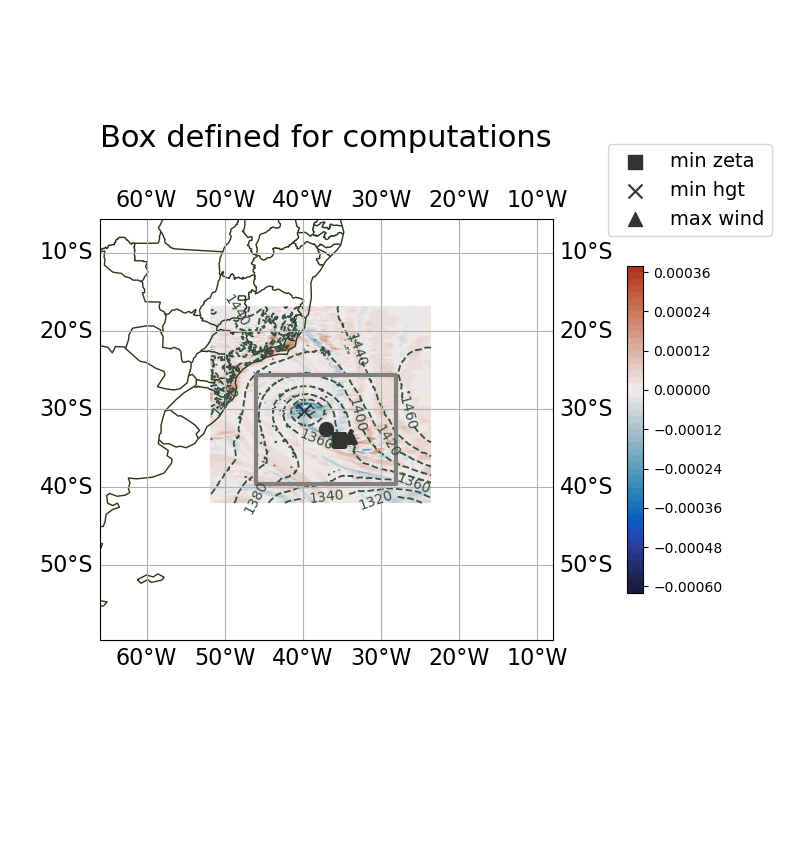 Box defined for computations
min zeta
min hgt
max wind
60°W 50°W 40°W 30°W 20°W 10°W
10°S 10°S
20°S 20°S
30°S 30°S
40°S 40°S
50°S 50°S
60°W 50°W 40°W 30°W 20°W 10°W
1440
1400
1420
1460
1360
1360
1380
1340
1320
0.00036
0.00024
0.00012
0.00000
−0.00012
−0.00024
−0.00036
−0.00048
−0.00060